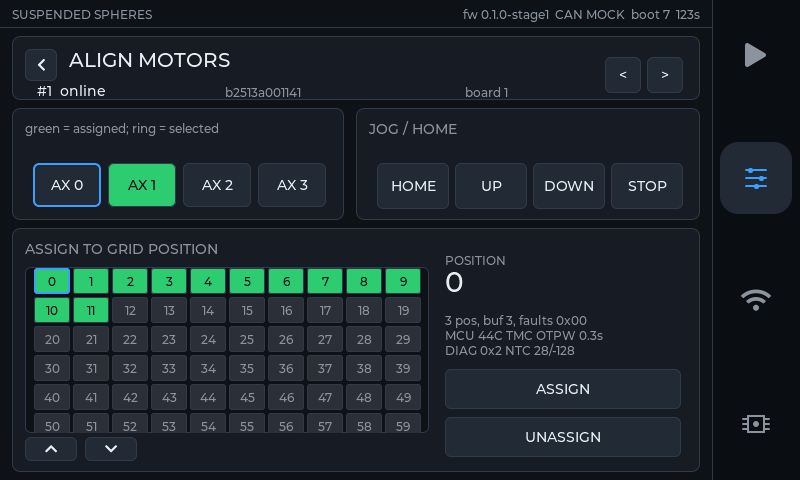 SUSPENDED SPHERES
fw 0.1.0-stage1 CAN MOCK boot 7 123s
ALIGN MOTORS
#1 online
b2513a001141
board 1
<
>
green = assigned; ring = selected
AX 0
AX 1
AX 2
AX 3
JOG / HOME
HOME
UP
DOWN
STOP
ASSIGN TO GRID POSITION
0 1 2 3 4 5 6 7 8 9
10 11 12 13 14 15 16 17 18 19
20 21 22 23 24 25 26 27 28 29
30 31 32 33 34 35 36 37 38 39
40 41 42 43 44 45 46 47 48 49
50 51 52 53 54 55 56 57 58 59
POSITION
0
3 pos, buf 3, faults 0x00
MCU 44C TMC OTPW 0.3s
DIAG 0x2 NTC 28/-128
ASSIGN
UNASSIGN